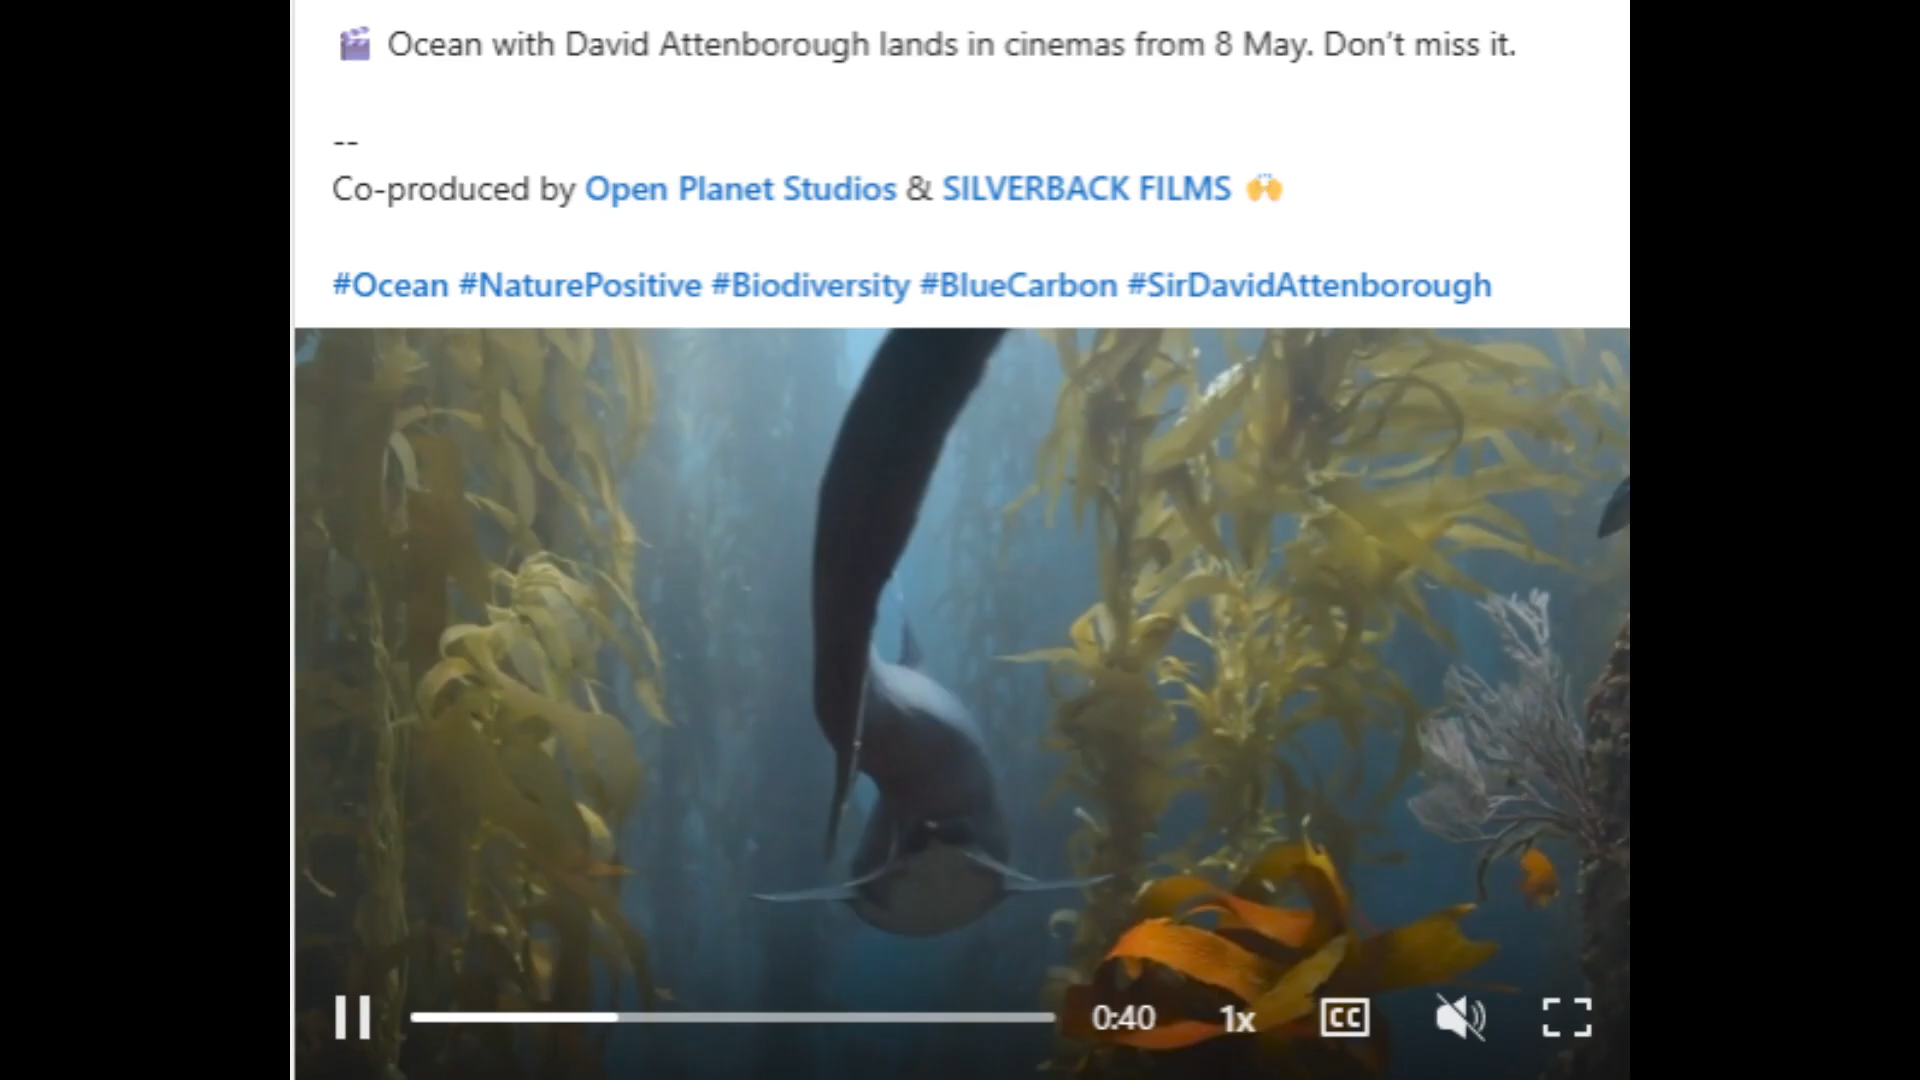 🎬 Ocean with David Attenborough lands in cinemas from 8 May. Don’t miss it.
--
Co-produced by Open Planet Studios & SILVERBACK FILMS 🙌
#Ocean #NaturePositive #Biodiversity #BlueCarbon #SirDavidAttenborough
0:40 1x CC